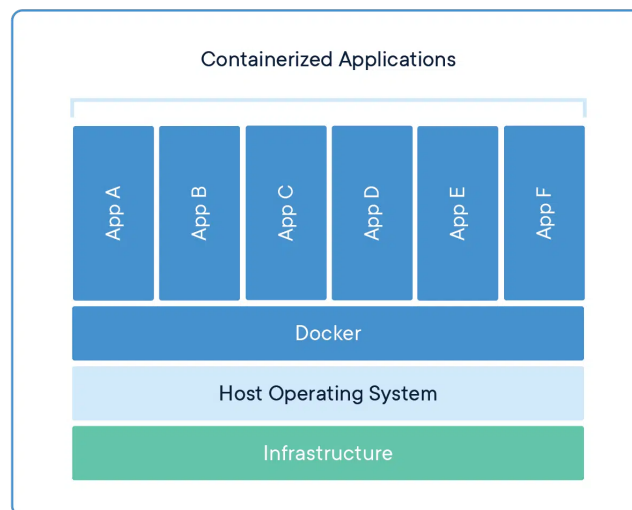 Containerized Applications
App A
App B
App C
App D
App E
App F
Docker
Host Operating System
Infrastructure